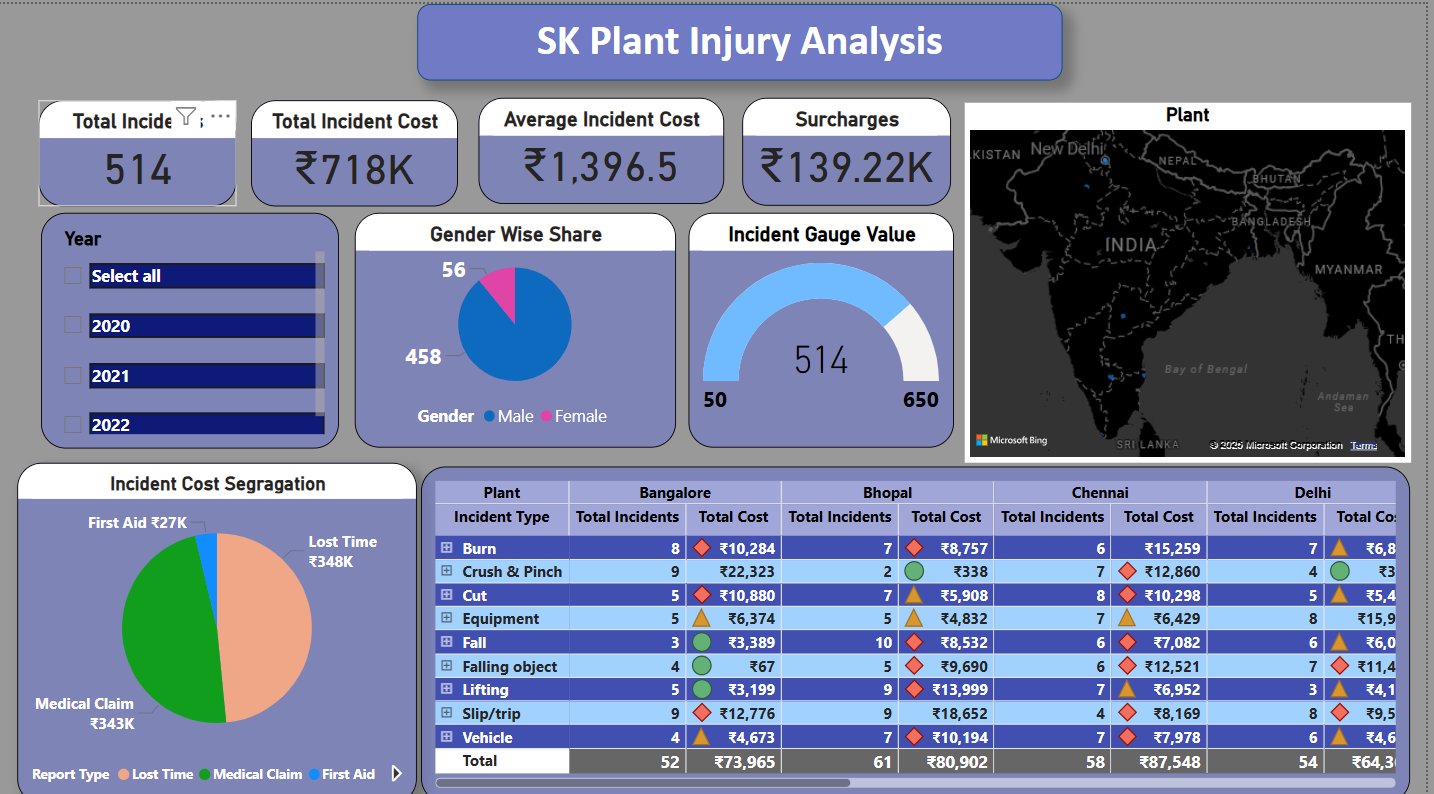 SK Plant Injury Analysis
Total Incide
514
Total Incident Cost
₹718K
Average Incident Cost
₹1,396.5
Surcharges
₹139.22K
Plant
KISTAN
New Delhi
NEPAL
BHUTAN
BANGLADESH
INDIA
MYANMAR
TH
Bay of Bengal
Andaman
Sea
SRI LANKA
Microsoft Bing
© 2025 Microsoft Corporation Terms
Year
Select all
2020
2021
2022
Gender Wise Share
56
458
Gender Male Female
Incident Gauge Value
514
50 650
Incident Cost Segragation
First Aid ₹27K
Lost Time
₹348K
Medical Claim
₹343K
Report Type Lost Time Medical Claim First Aid
Plant Bangalore Bhopal Chennai Delhi
Incident Type Total Incidents Total Cost Total Incidents Total Cost Total Incidents Total Cost Total Incidents Total Cos
Burn 8 ₹10,284 7 ₹8,757 6 ₹15,259 7 ₹6,8
Crush & Pinch 9 ₹22,323 2 ₹338 7 ₹12,860 4 ₹3
Cut 5 ₹10,880 7 ₹5,908 8 ₹10,298 5 ₹5,4
Equipment 5 ₹6,374 5 ₹4,832 7 ₹6,429 8 ₹15,9
Fall 3 ₹3,389 10 ₹8,532 6 ₹7,082 6 ₹6,0
Falling object 4 ₹67 5 ₹9,690 6 ₹12,521 7 ₹11,4
Lifting 5 ₹3,199 9 ₹13,999 7 ₹6,952 3 ₹4,1
Slip/trip 9 ₹12,776 9 ₹18,652 4 ₹8,169 8 ₹9,5
Vehicle 4 ₹4,673 7 ₹10,194 7 ₹7,978 6 ₹4,6
Total 52 ₹73,965 61 ₹80,902 58 ₹87,548 54 ₹64,3